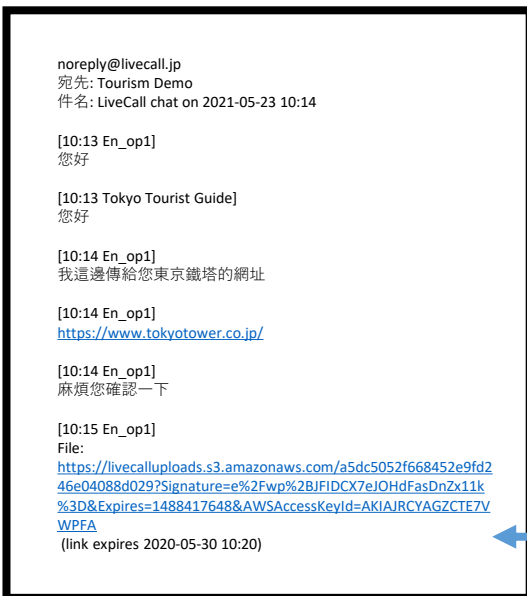 noreply@livecall.jp
宛先: Tourism Demo
件名: LiveCall chat on 2021-05-23 10:14
[10:13 En_op1]
您好
[10:13 Tokyo Tourist Guide]
您好
[10:14 En_op1]
我這邊傳給您東京鐵塔的網址
[10:14 En_op1]
https://www.tokyotower.co.jp/
[10:14 En_op1]
麻煩您確認一下
[10:15 En_op1]
File:
https://livecalluploads.s3.amazonaws.com/a5dc5052f668452e9fd2
46e04088d029?Signature=e%2Fwp%2BJFIDCX7eJOHdFasDnZx11k
%3D&Expires=1488417648&AWSAccessKeyId=AKIAJRCYAGZCTE7V
WPFA
(link expires 2020-05-30 10:20)